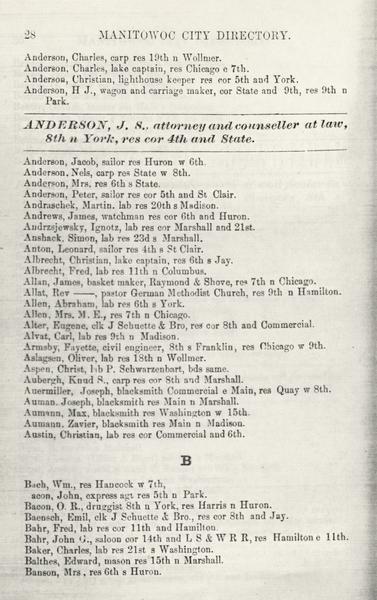 28 MANITOWOC CITY DIRECTORY.
Anderson, Charles, carp res 19th n Wollmer.
Anderson, Charles, lake captain, res Chicago e 7th.
Anderson, Christian, lighthouse keeper res cor 5th and York.
Anderson, H J., wagon and carriage maker, cor State and 9th, res 9th n
Park.
ANDERSON, J. S., attorney and counseller at law,
8th n York, res cor 4th and State.
Anderson, Jacob, sailor res Huron w 6th.
Anderson, Nels, carp res State w 8th.
Anderson, Mrs. res 6th s State.
Anderson, Peter, sailor res cor 5th and St Clair.
Andraschek, Martin, lab res 20th s Madison.
Andrews, James, watchman res cor 6th and Huron.
Andrzsjewsky, Ignotz, lab res cor Marshall and 21st.
Anshack, Simon, lab res 23d s Marshall.
Anton, Leonard, sailor res 4th s St Clair.
Albrecht, Christian, lake captain, res 6th s Jay.
Albrecht, Fred, lab res 11th n Columbus.
Allan, James, basket maker, Raymond & Shove, res 7th n Chicago.
Allat, Rev ——, pastor German Methodist Church, res 9th n Hamilton.
Allen, Abraham, lab res 6th s York.
Allen, Mrs. M. E., res 7th n Chicago.
Alter, Eugene, clk J Schuette & Bro, res cor 8th and Commercial.
Alvat, Carl, lab res 9th n Madison.
Armsby, Fayette, civil engineer, 8th s Franklin, res Chicago w 9th.
Aslagsen, Oliver, lab res 18th n Wollmer.
Aspen, Christ, lab P. Schwarzenbart, bds same.
Aubergh, Knud S., carp res cor 8th and Marshall.
Auermiller, Joseph, blacksmith Commercial e Main, res Quay w 8th.
Auman, Joseph, blacksmith res Main n Marshall.
Aumann, Max, blacksmith res Washington w 15th.
Aumann, Zavier, blacksmith res Main n Madison.
Austin, Christian, lab res cor Commercial and 6th.
B
Bach, Wm., res Hancock w 7th,
acon, John, express agt res 5th n Park.
Bacon, O. R., druggist 8th n York, res Harris n Huron.
Baensch, Emil, clk J Schuette & Bro., res cor 8th and Jay.
Bahr, Fred, lab res cor 11th and Hamilton.
Bahr, John G., saloon cor 14th and L S & W R R, res Hamilton e 11th.
Baker, Charles, lab res 21st s Washington.
Balthes, Edward, mason res 15th n Marshall.
Banson, Mrs, res 6th s Huron.